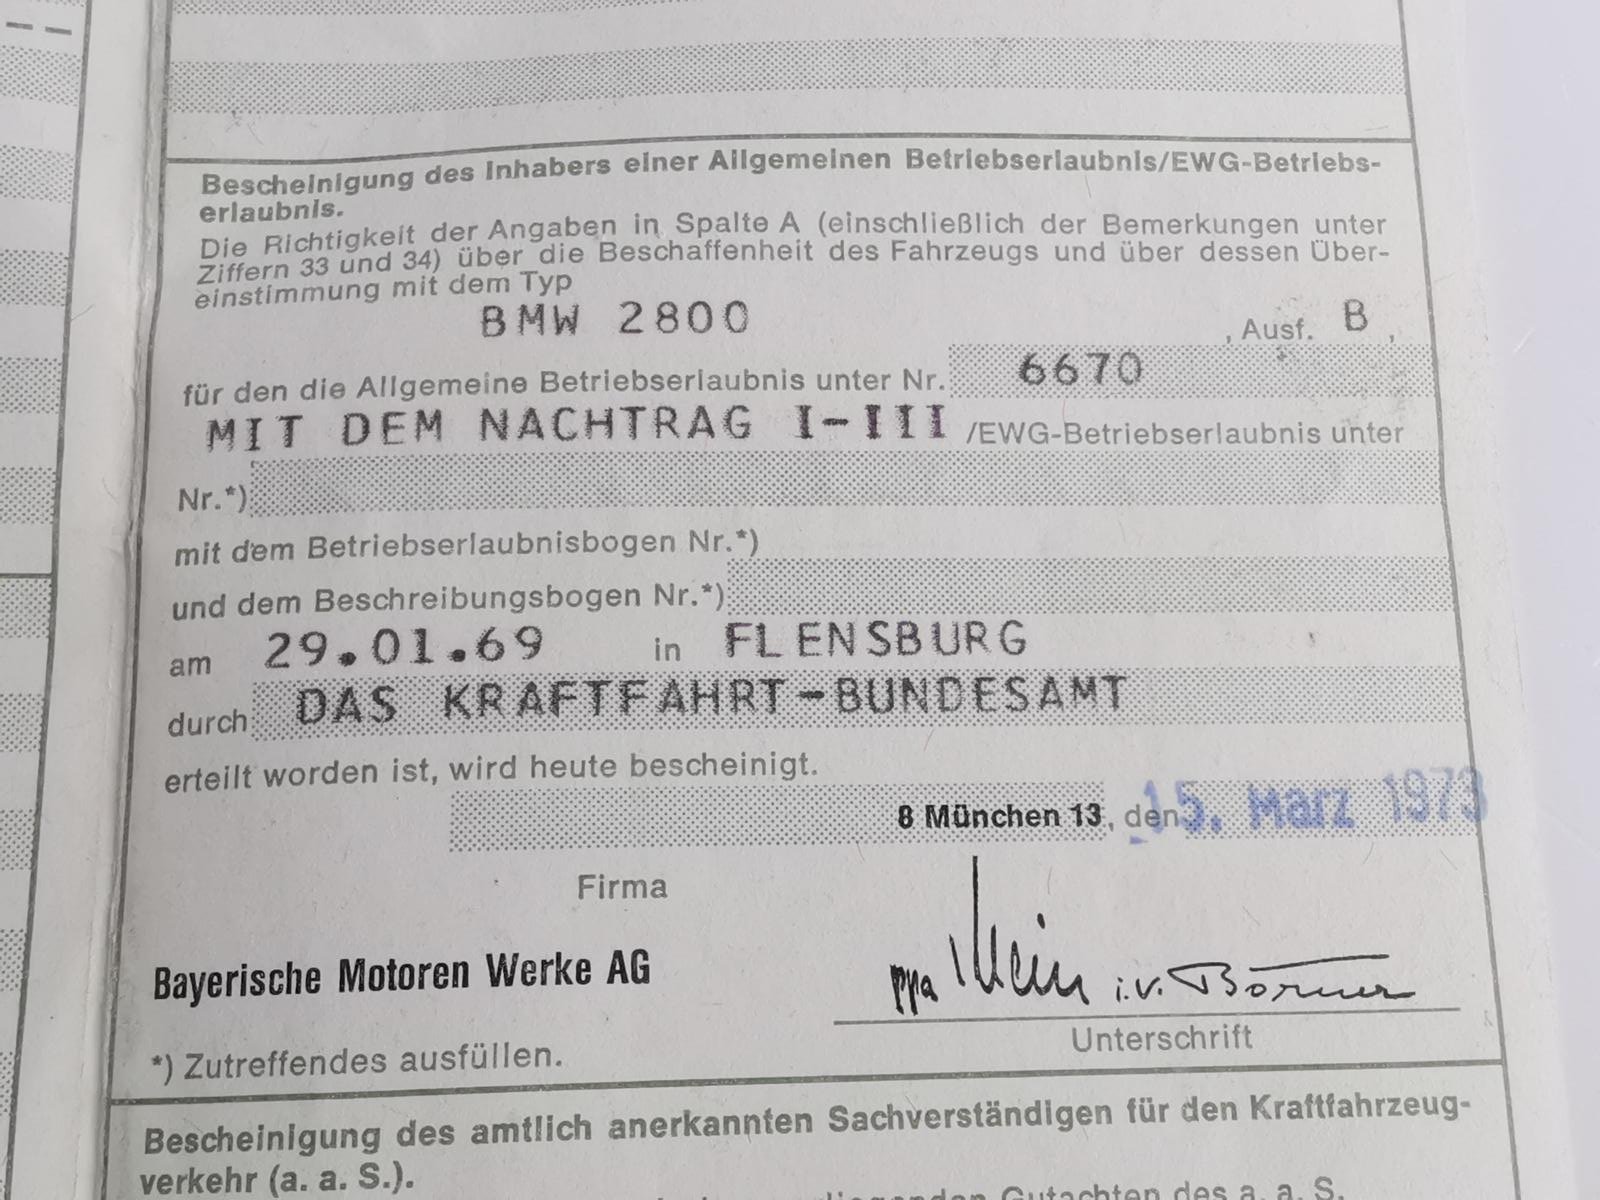 Bescheinigung des Inhabers einer Allgemeinen Betriebserlaubnis/EWG-Betriebs-
erlaubnis.
Die Richtigkeit der Angaben in Spalte A (einschließlich der Bemerkungen unter
Ziffern 33 und 34) über die Beschaffenheit des Fahrzeugs und über dessen Über-
einstimmung mit dem Typ
BMW 2800 , Ausf. B ,
für den die Allgemeine Betriebserlaubnis unter Nr. 6670
MIT DEM NACHTRAG I-III /EWG-Betriebserlaubnis unter
Nr.*)
mit dem Betriebserlaubnisbogen Nr.*)
und dem Beschreibungsbogen Nr.*)
am 29.01.69 in FLENSBURG
durch DAS KRAFTFAHRT-BUNDESAMT
erteilt worden ist, wird heute bescheinigt.
8 München 13, den 15. März 1973
Firma
Bayerische Motoren Werke AG
ppa i.V. Börner
Unterschrift
*) Zutreffendes ausfüllen.
Bescheinigung des amtlich anerkannten Sachverständigen für den Kraftfahrzeug-
verkehr (a. a. S.).
Gutachten des a. a. S.